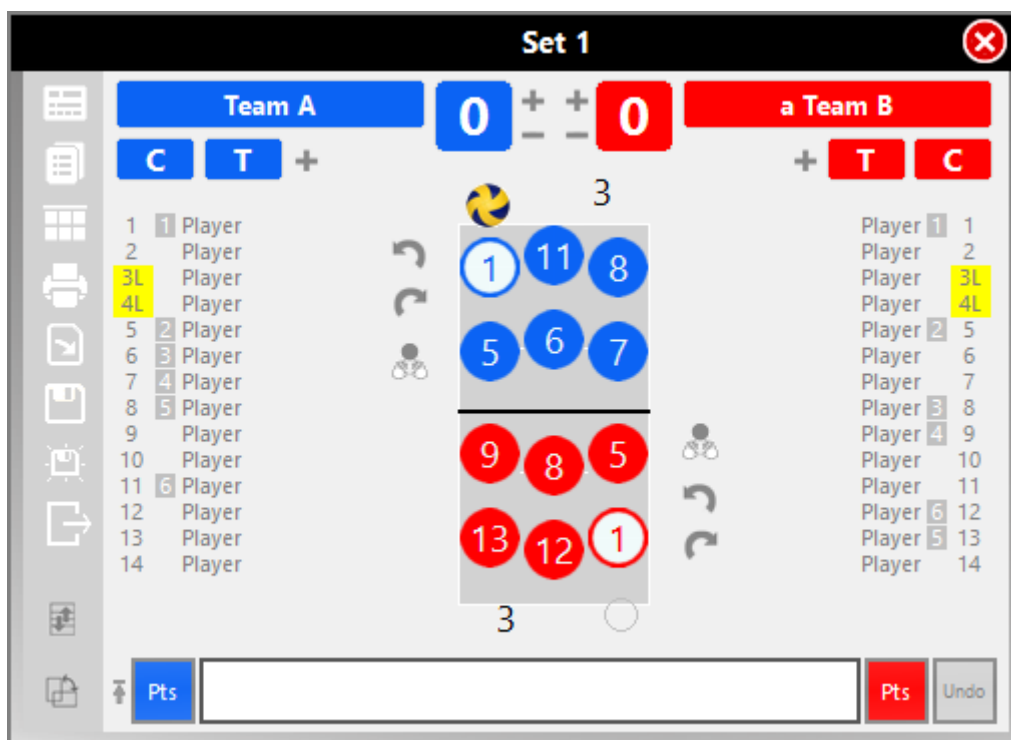 Set 1
Team A 0 + + 0 a Team B
− −
C T + + T C
3
1 1 Player
2 Player
3L Player
4L Player
5 2 Player
6 3 Player
7 4 Player
8 5 Player
9 Player
10 Player
11 6 Player
12 Player
13 Player
14 Player
1 11 8
5 6 7
9 8 5
13 12 1
3
Player 1 1
Player 2
Player 3L
Player 4L
Player 2 5
Player 6
Player 7
Player 3 8
Player 4 9
Player 10
Player 11
Player 6 12
Player 5 13
Player 14
Pts Pts Undo